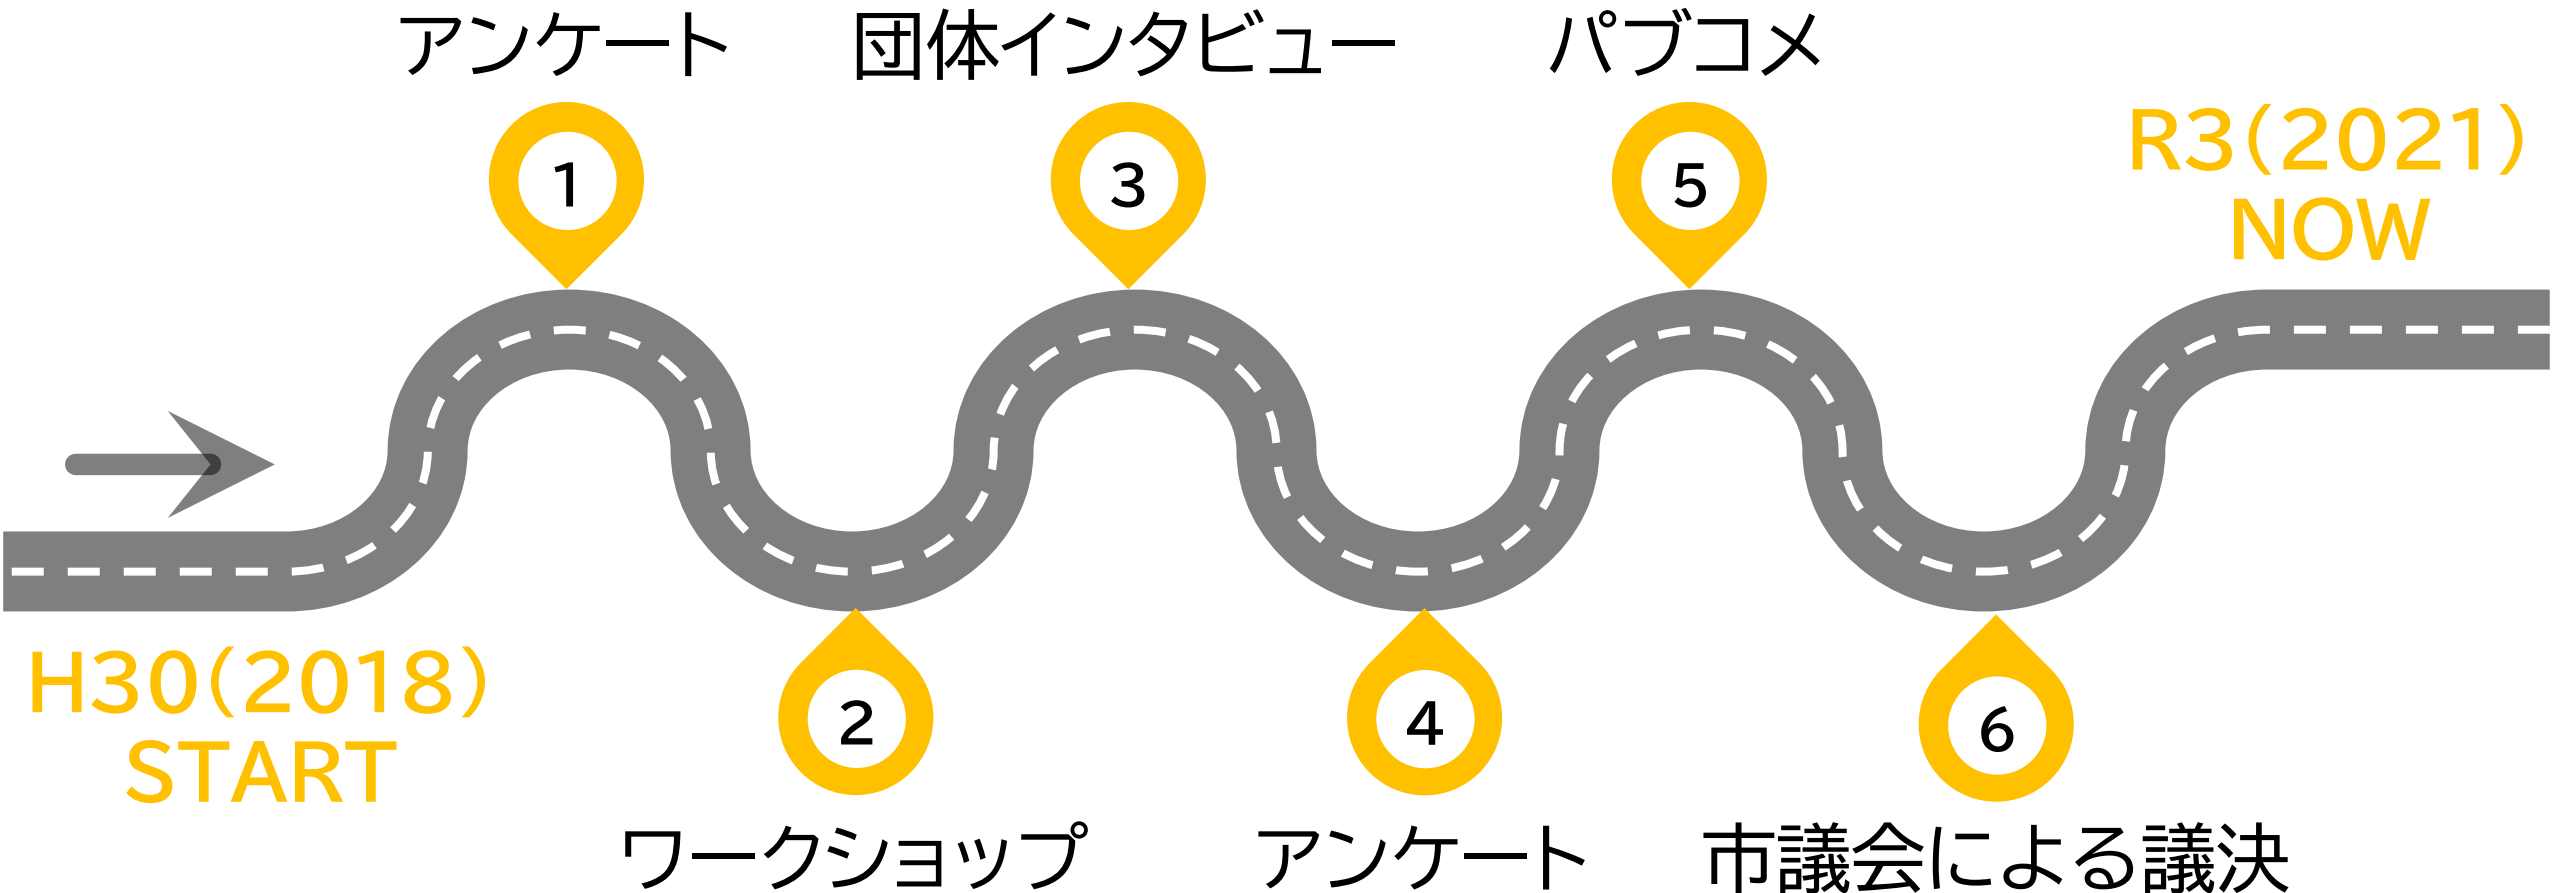 アンケート
団体インタビュー
パブコメ
1
3
5
R3(2021)
NOW
H30(2018)
START
2
4
6
ワークショップ
アンケート
市議会による議決